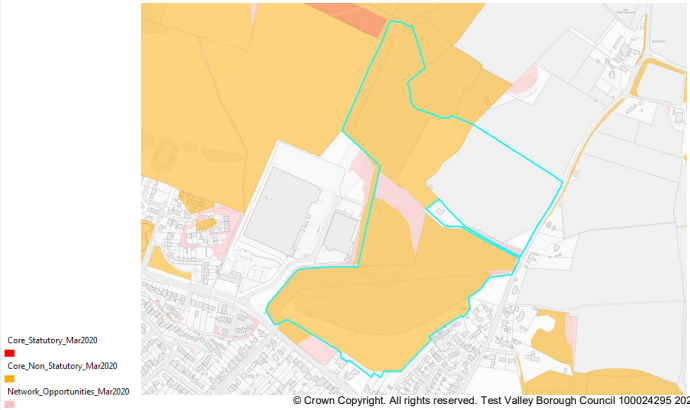 Core_Statutory_Mar2020
Core_Non_Statutory_Mar2020
Network_Opportunities_Mar2020
© Crown Copyright. All rights reserved. Test Valley Borough Council 100024295 202